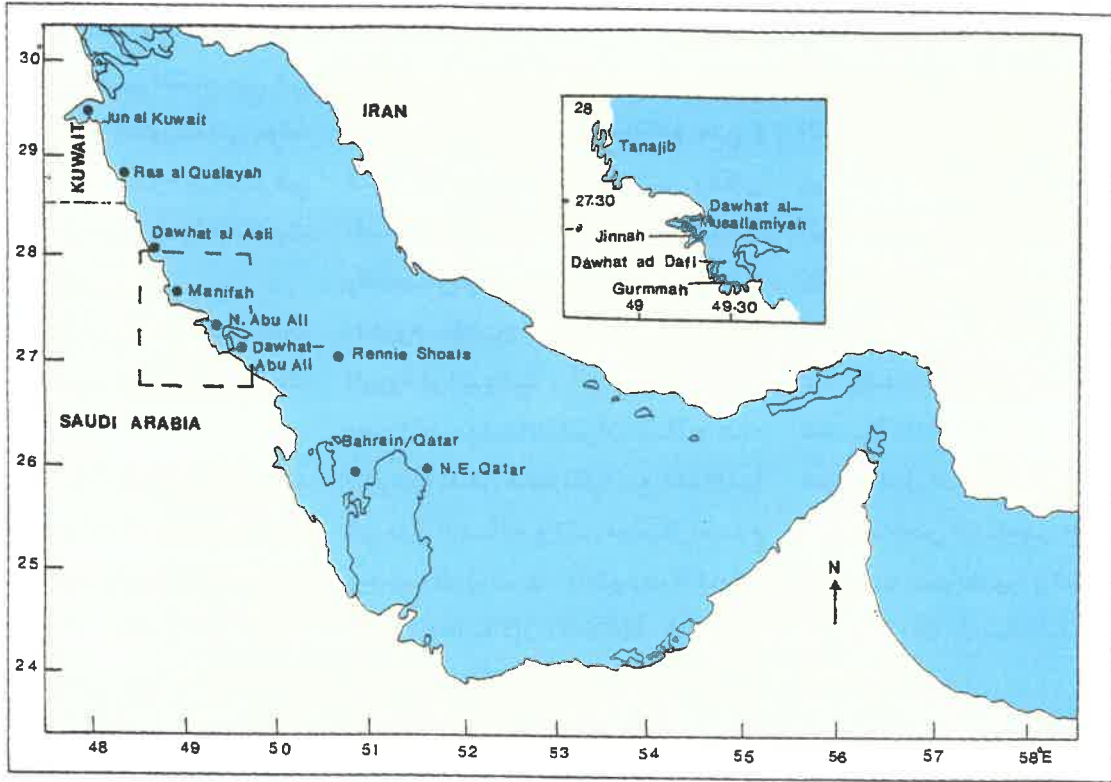 30
29
28
27
26
25
24
48
49
50
51
52
53
54
55
56
57
58°E
IRAN
KUWAIT
SAUDI ARABIA
Jun al Kuwait
Ras al Qualayah
Dawhat al Asli
Manifah
N. Abu Ali
Dawhat—
Abu Ali
Rennie Shoals
Bahrain/Qatar
N.E. Qatar
N
28
27.30
Tanajib
Dawhat al—
Musallamiyah
Jinnah
Dawhat ad Dafi
Gurmmah
49
49.30